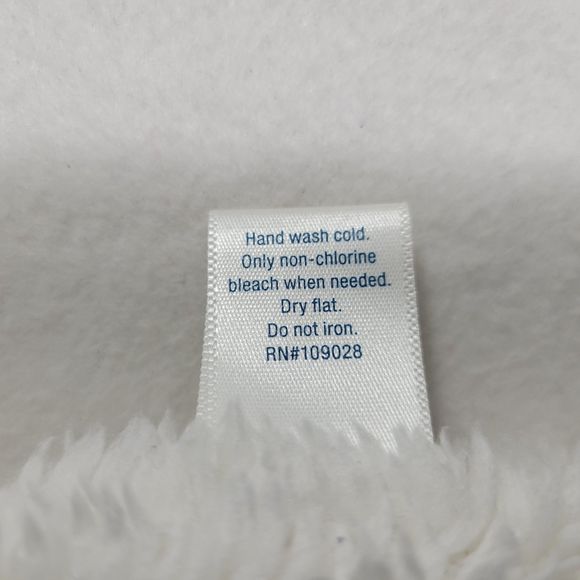 Hand wash cold.
Only non-chlorine
bleach when needed.
Dry flat.
Do not iron.
RN#109028